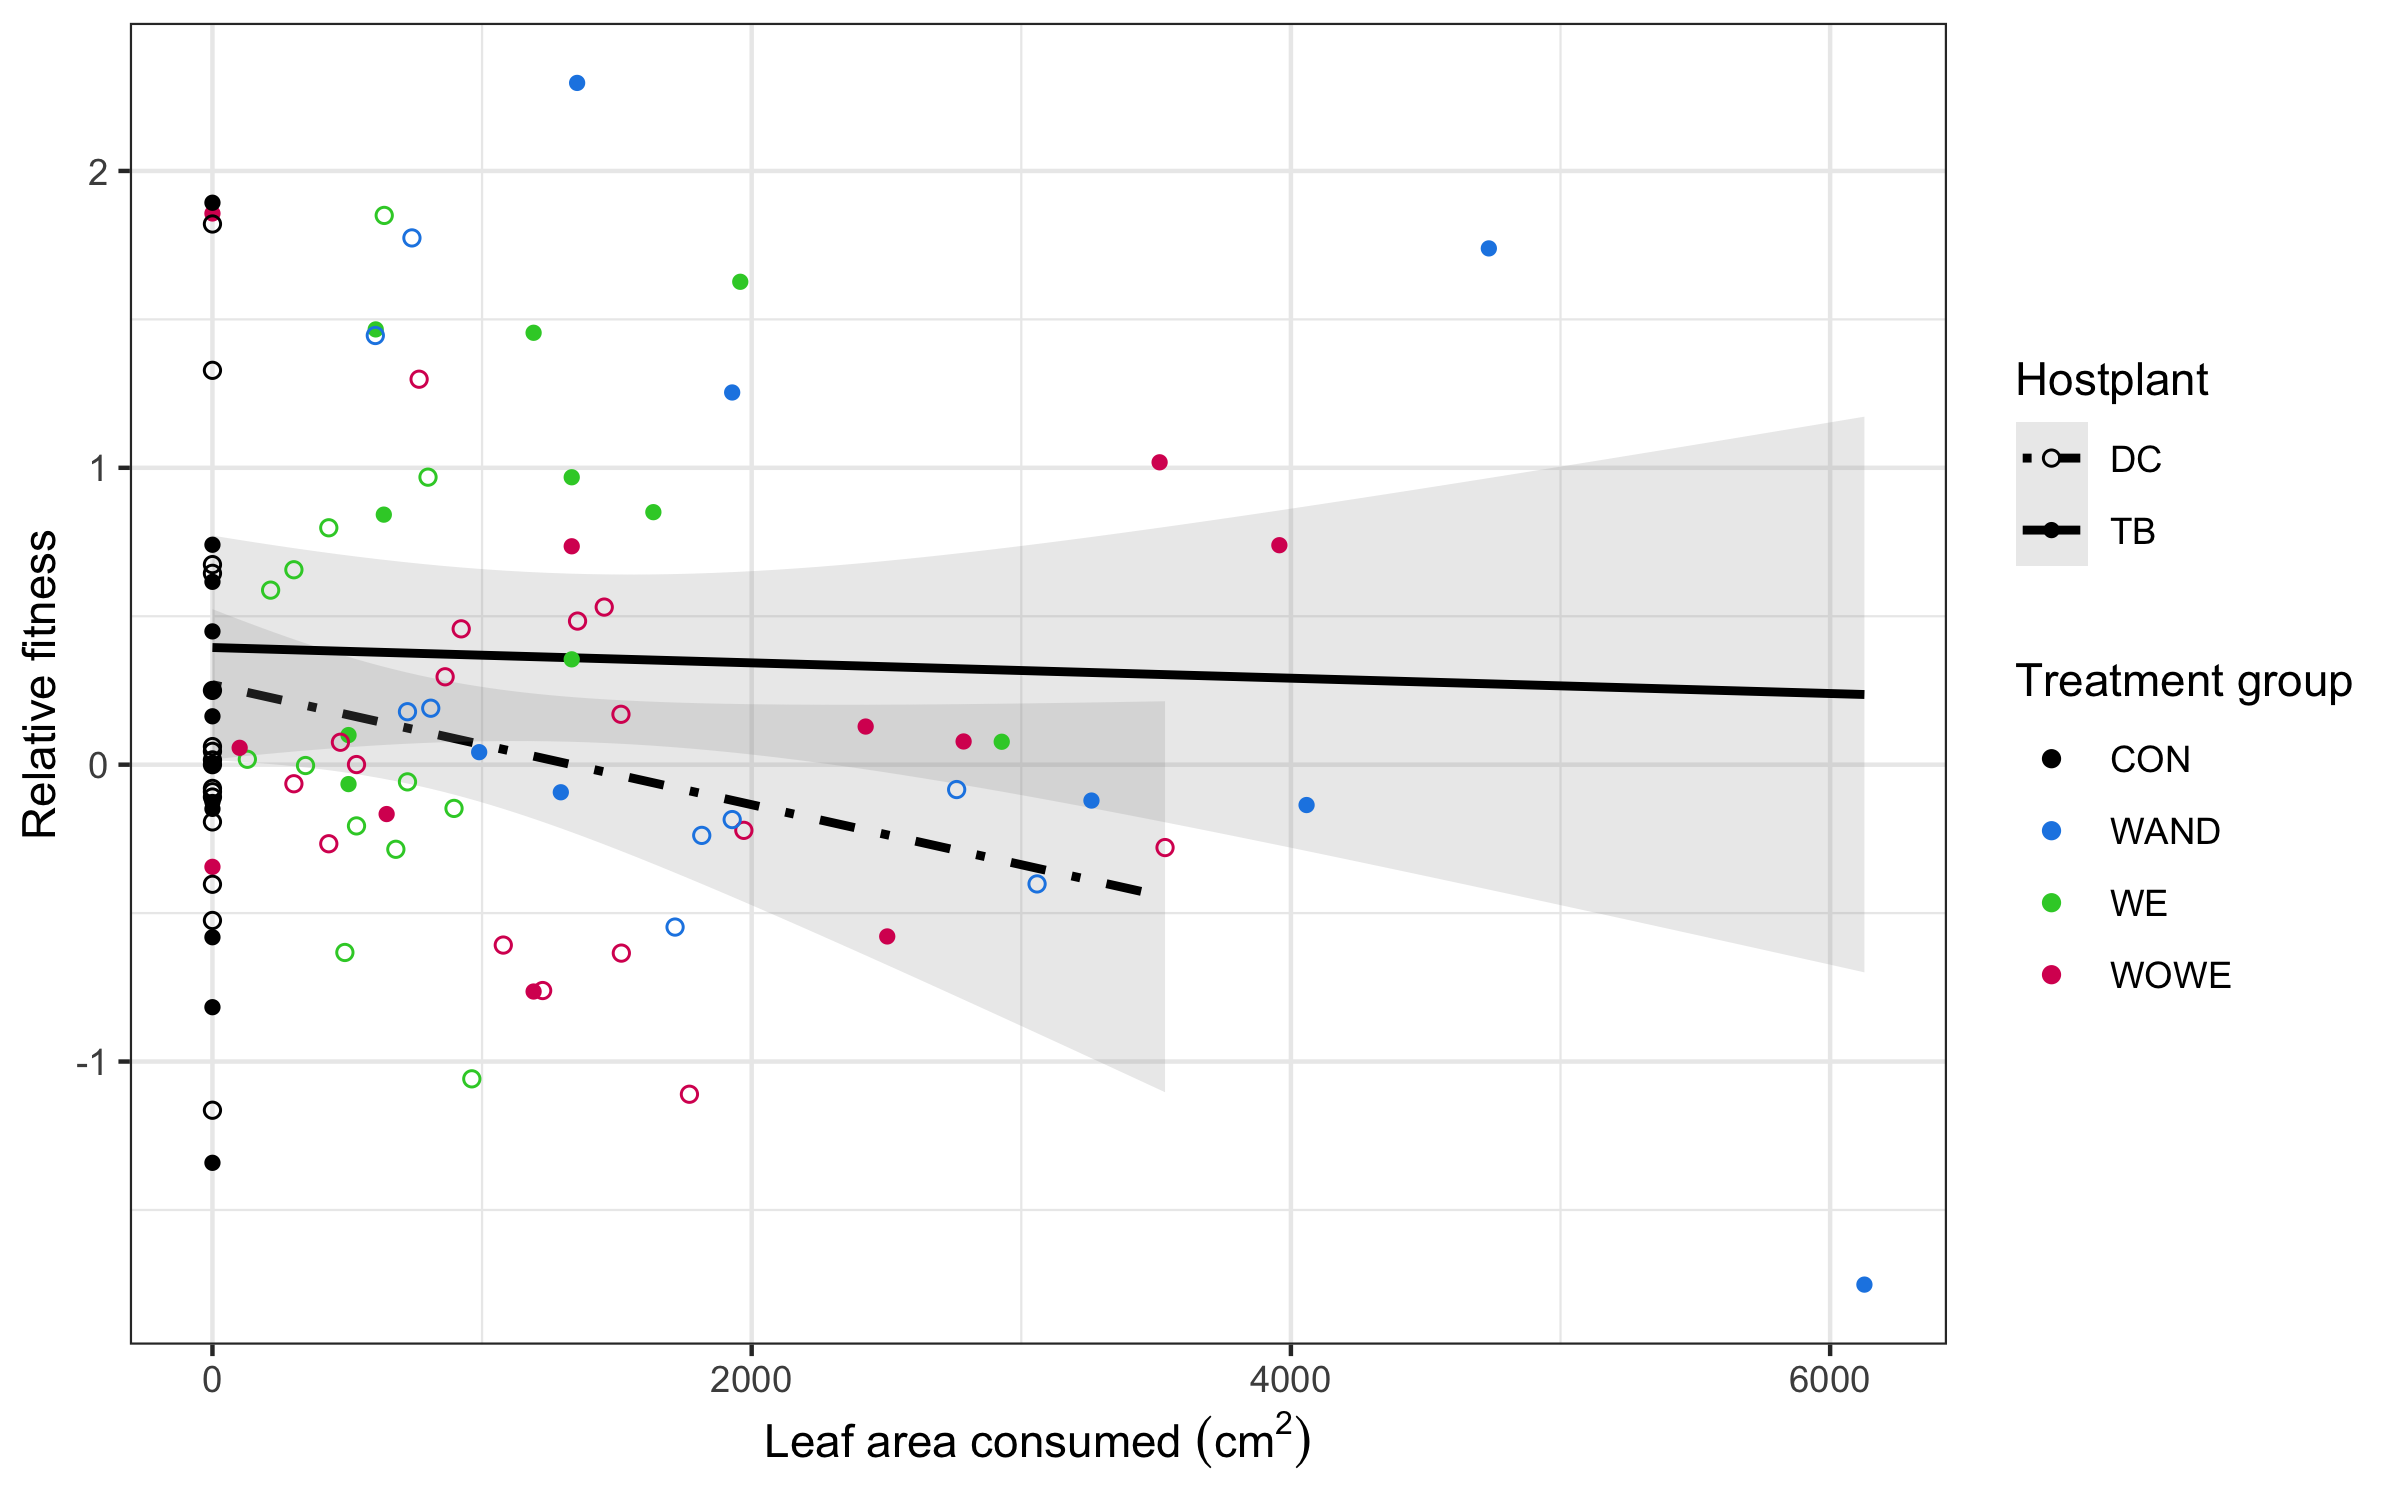 Relative fitness
2
1
0
-1
0 2000 4000 6000
Leaf area consumed (cm²)
Hostplant
DC
TB
Treatment group
CON
WAND
WE
WOWE